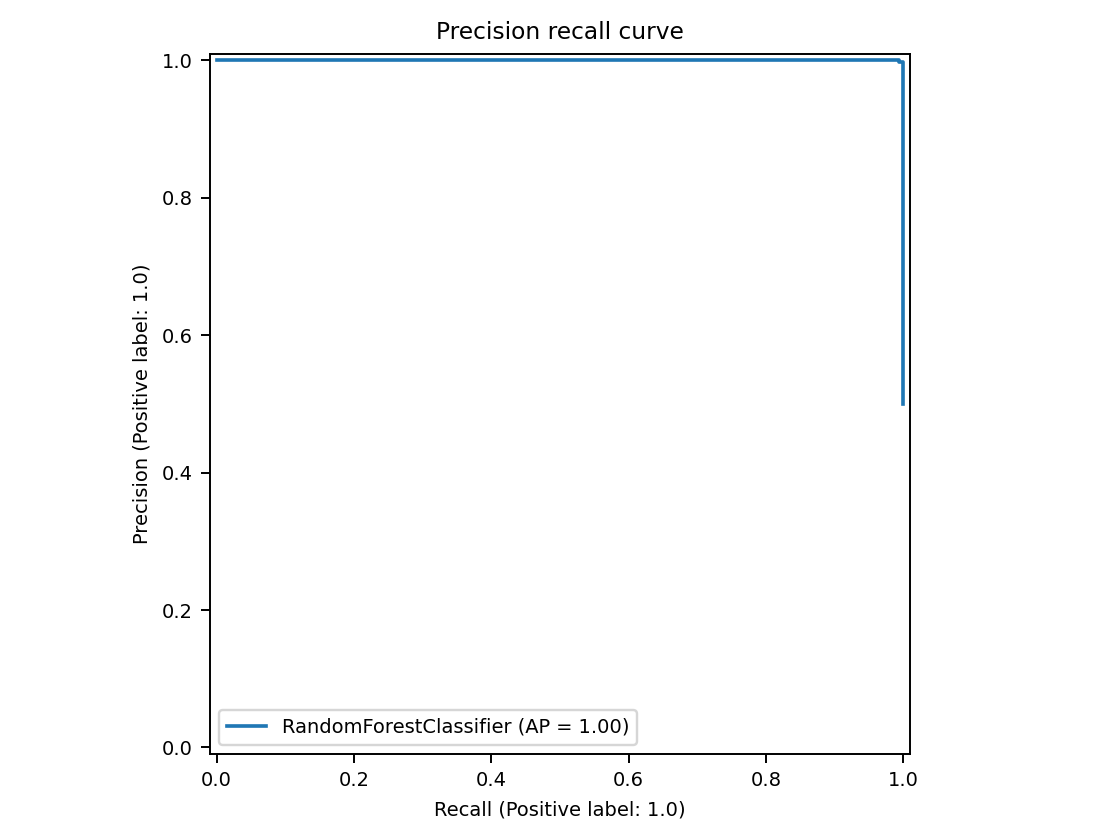 Precision recall curve
1.0
0.8
0.6
0.4
0.2
0.0
Precision (Positive label: 1.0)
RandomForestClassifier (AP = 1.00)
0.0 0.2 0.4 0.6 0.8 1.0
Recall (Positive label: 1.0)